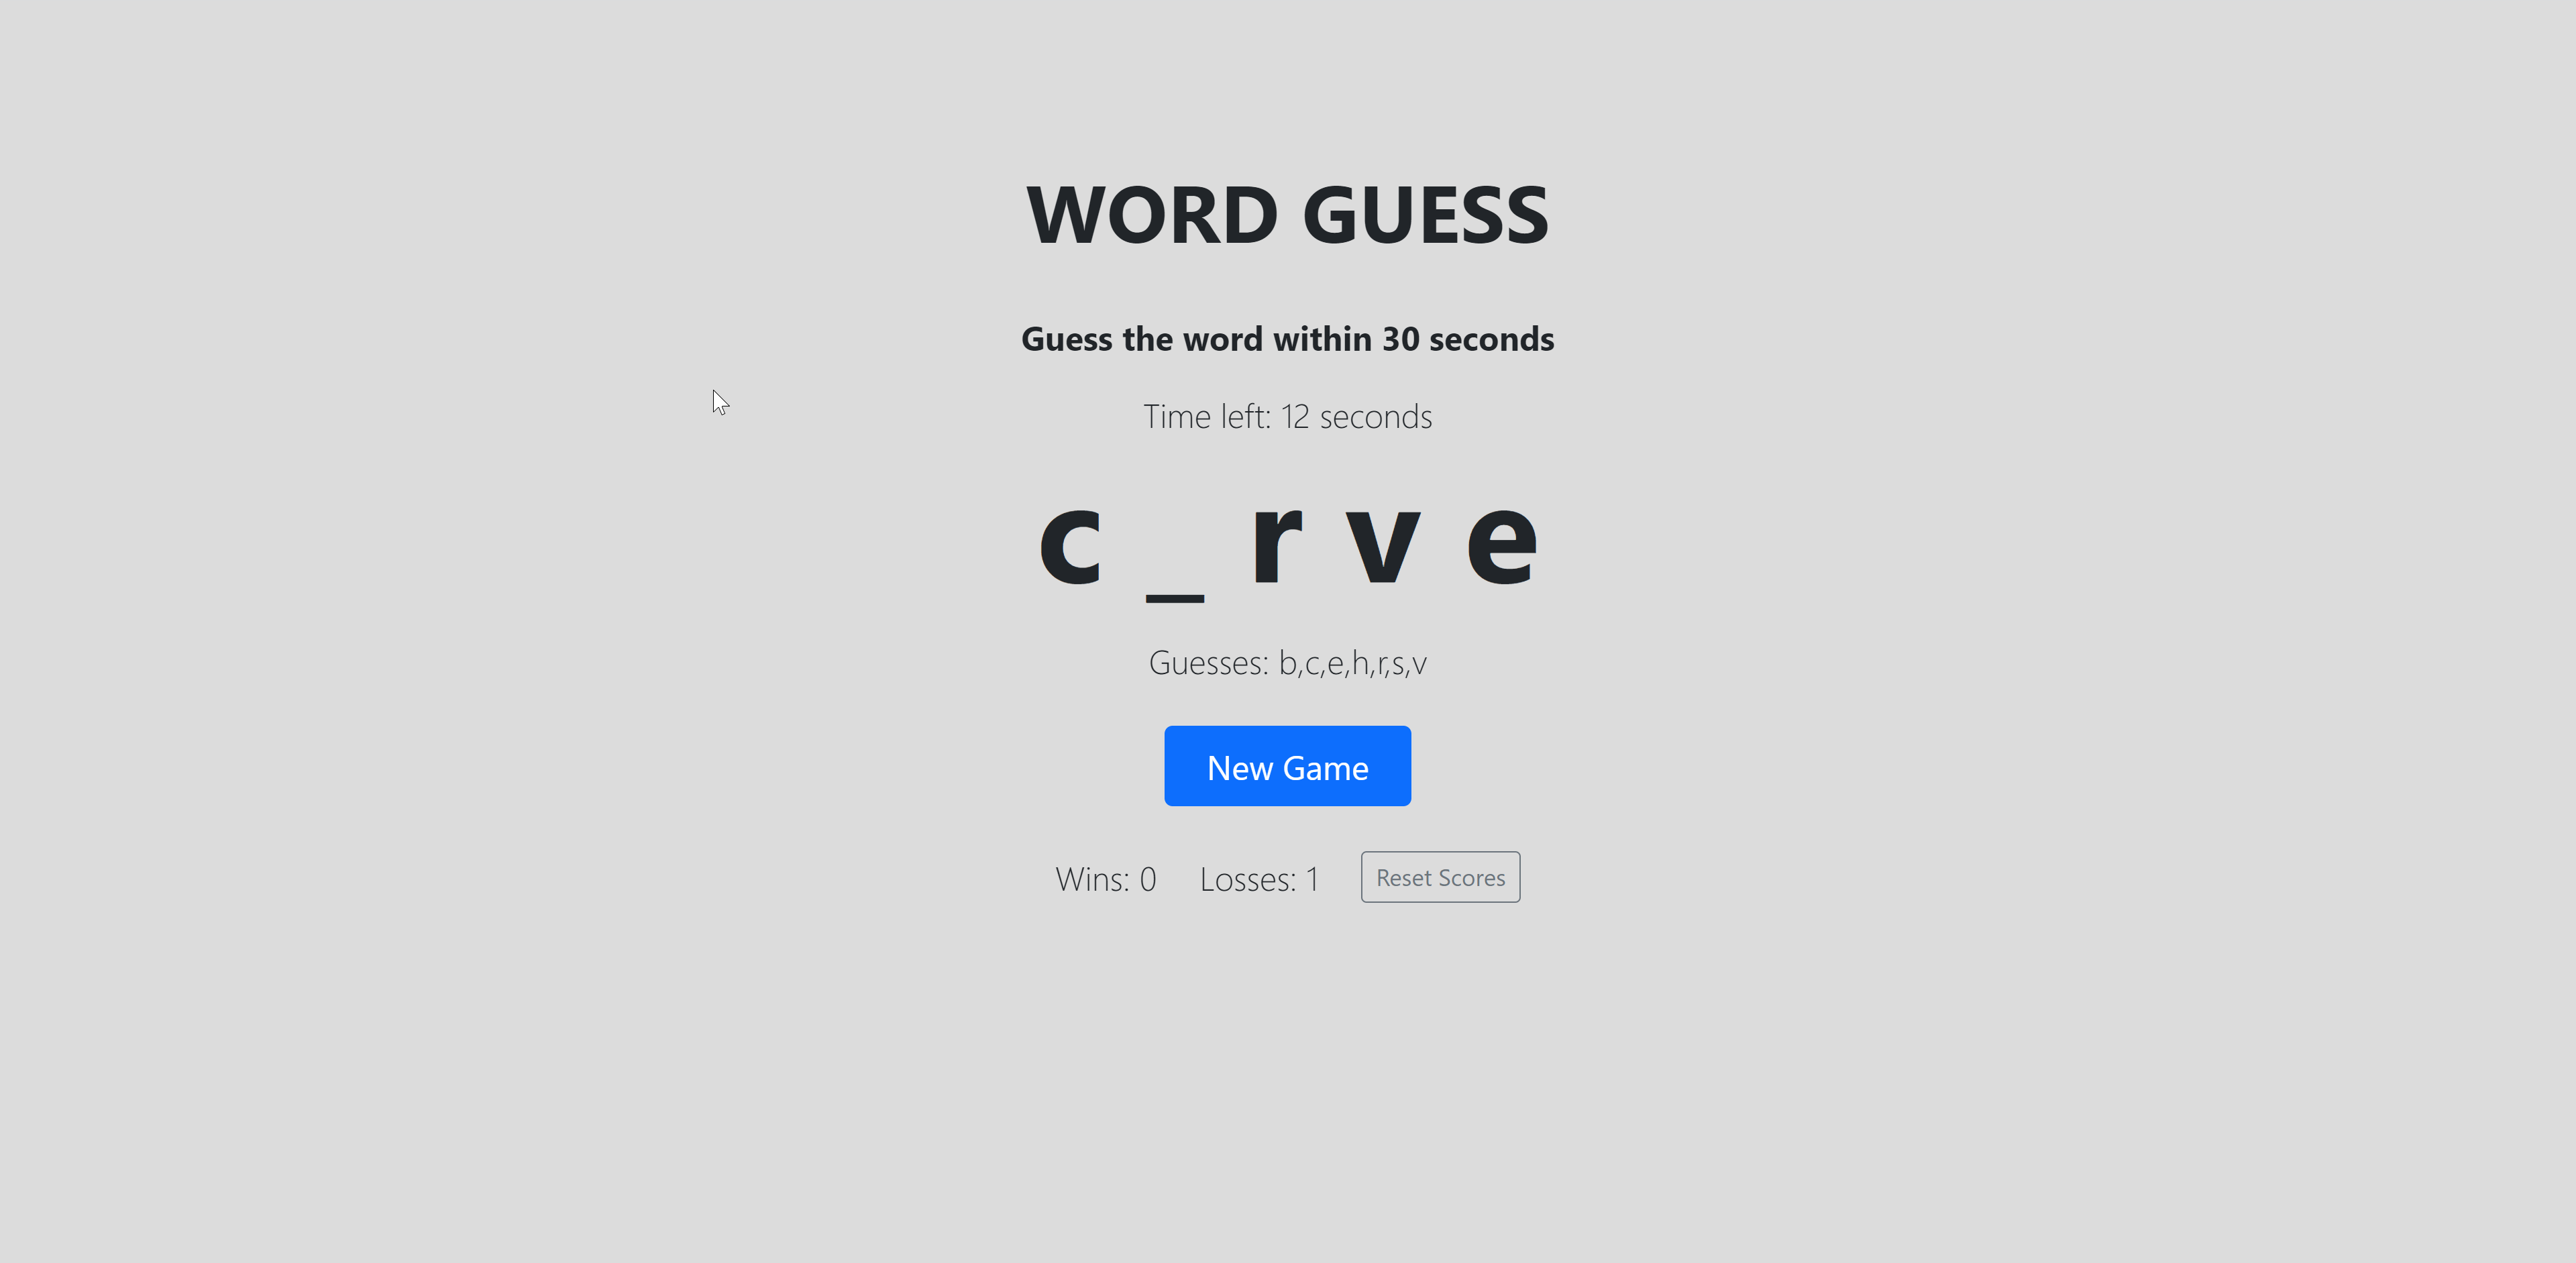 WORD GUESS
Guess the word within 30 seconds
Time left: 12 seconds
c _ r v e
Guesses: b,c,e,h,r,s,v
New Game
Wins: 0 Losses: 1 Reset Scores